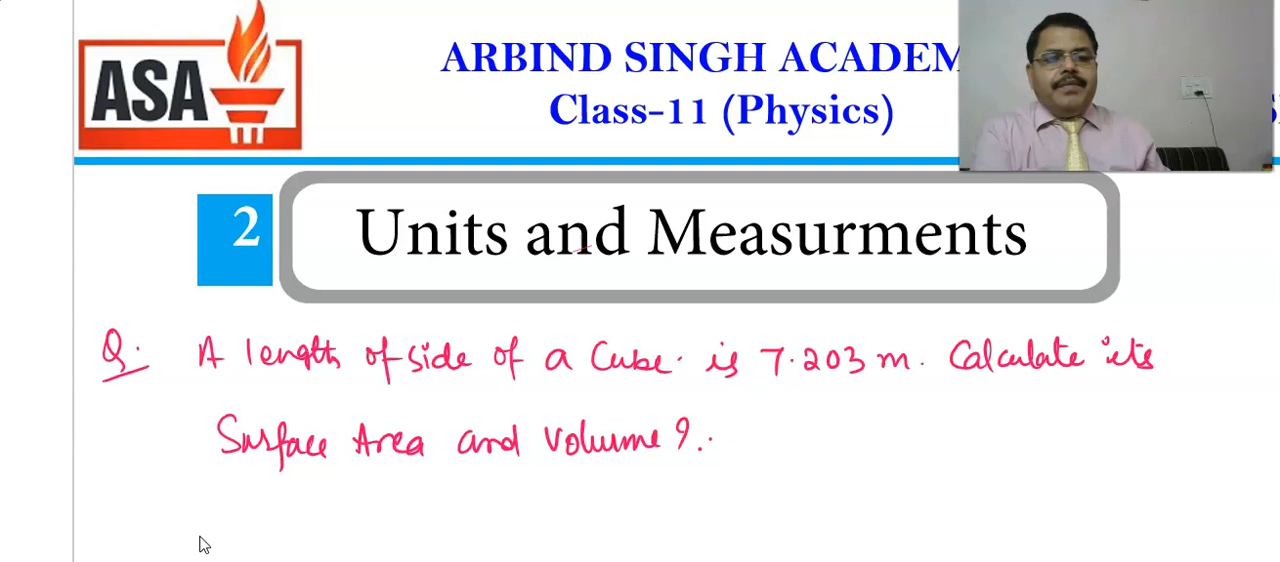 ASA
ARBIND SINGH ACADEM
Class-11 (Physics)
2
Units and Measurments
Q. A length of side of a Cube is 7.203 m. Calculate its
Surface Area and Volume?